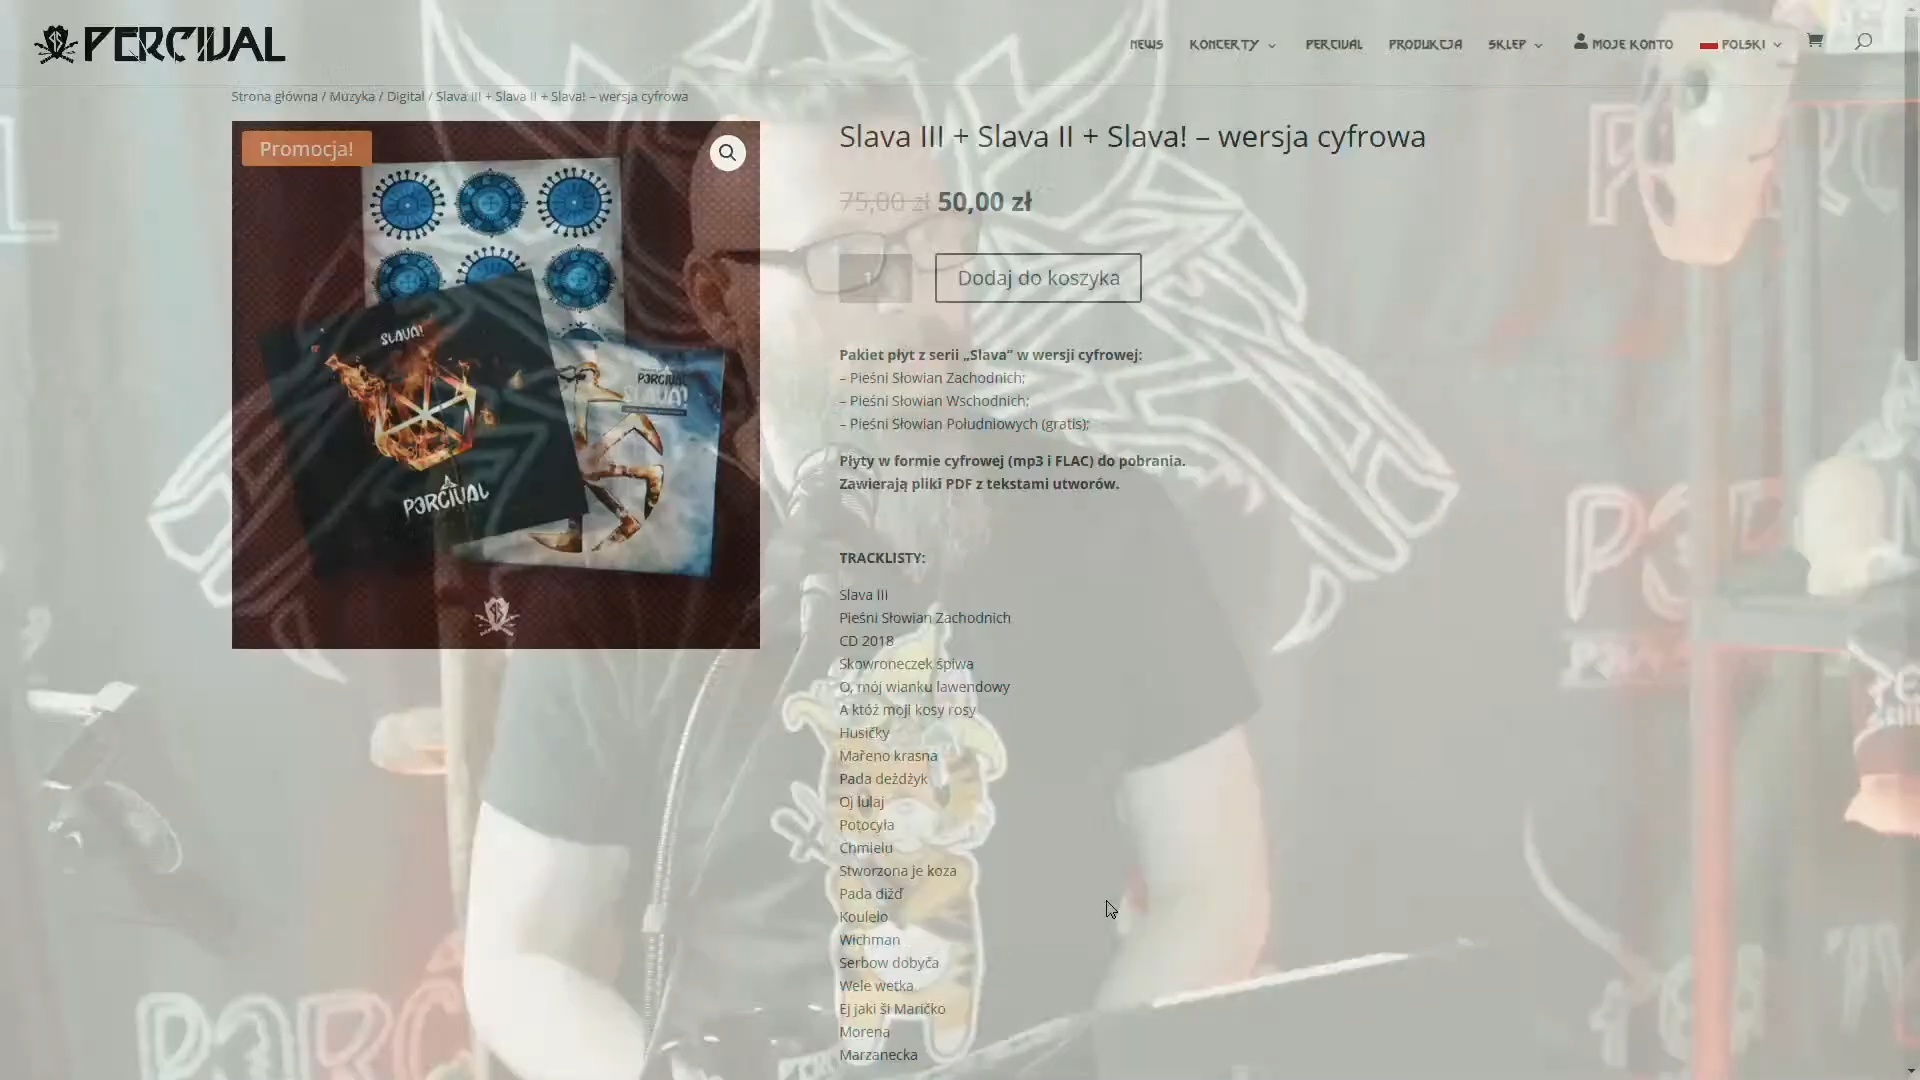 PERCIVAL
NEWS
KONCERTY
PERCIVAL
PRODUKCJA
SKLEP
MOJE KONTO
POLSKI
Strona główna / Muzyka / Digital / Slava III + Slava II + Slava! – wersja cyfrowa
Promocja!
SLAVA!
PERCIVAL
PERCIVAL
SLAVA!
Slava III + Slava II + Slava! – wersja cyfrowa
75,00 zł 50,00 zł
1
Dodaj do koszyka
Pakiet płyt z serii „Slava” w wersji cyfrowej:
– Pieśni Słowian Zachodnich;
– Pieśni Słowian Wschodnich;
– Pieśni Słowian Południowych (gratis);
Płyty w formie cyfrowej (mp3 i FLAC) do pobrania.
Zawierają pliki PDF z tekstami utworów.
TRACKLISTY:
Slava III
Pieśni Słowian Zachodnich
CD 2018
Skowroneczek śpiwa
O, mój wianku lawendowy
A któż moji kosy rosy
Husičky
Mařeno krasna
Pada deżdżyk
Oj lulaj
Potocyła
Chmielu
Stworzona je koza
Pada dižď
Koulelo
Wichman
Serbow dobyča
Wele wetka
Ej jaki ši Maričko
Morena
Marzanecka